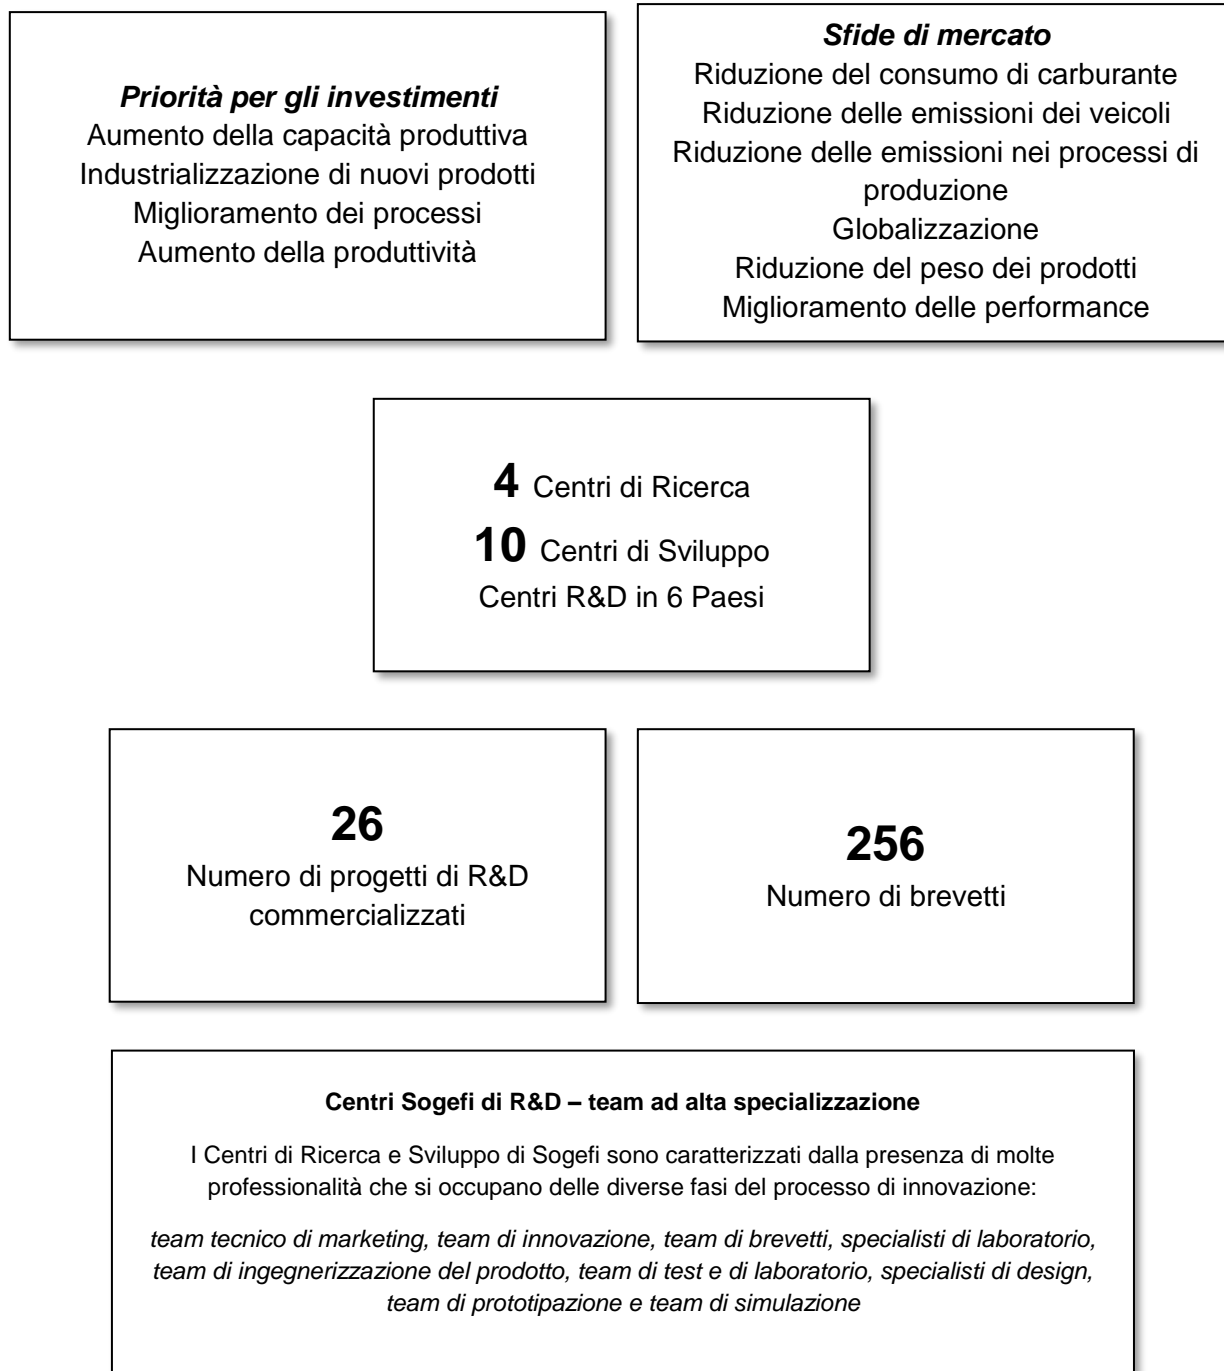 Priorità per gli investimenti
Aumento della capacità produttiva
Industrializzazione di nuovi prodotti
Miglioramento dei processi
Aumento della produttività
Sfide di mercato
Riduzione del consumo di carburante
Riduzione delle emissioni dei veicoli
Riduzione delle emissioni nei processi di
produzione
Globalizzazione
Riduzione del peso dei prodotti
Miglioramento delle performance
4 Centri di Ricerca
10 Centri di Sviluppo
Centri R&D in 6 Paesi
26
Numero di progetti di R&D
commercializzati
256
Numero di brevetti
Centri Sogefi di R&D – team ad alta specializzazione
I Centri di Ricerca e Sviluppo di Sogefi sono caratterizzati dalla presenza di molte
professionalità che si occupano delle diverse fasi del processo di innovazione:
team tecnico di marketing, team di innovazione, team di brevetti, specialisti di laboratorio,
team di ingegnerizzazione del prodotto, team di test e di laboratorio, specialisti di design,
team di prototipazione e team di simulazione